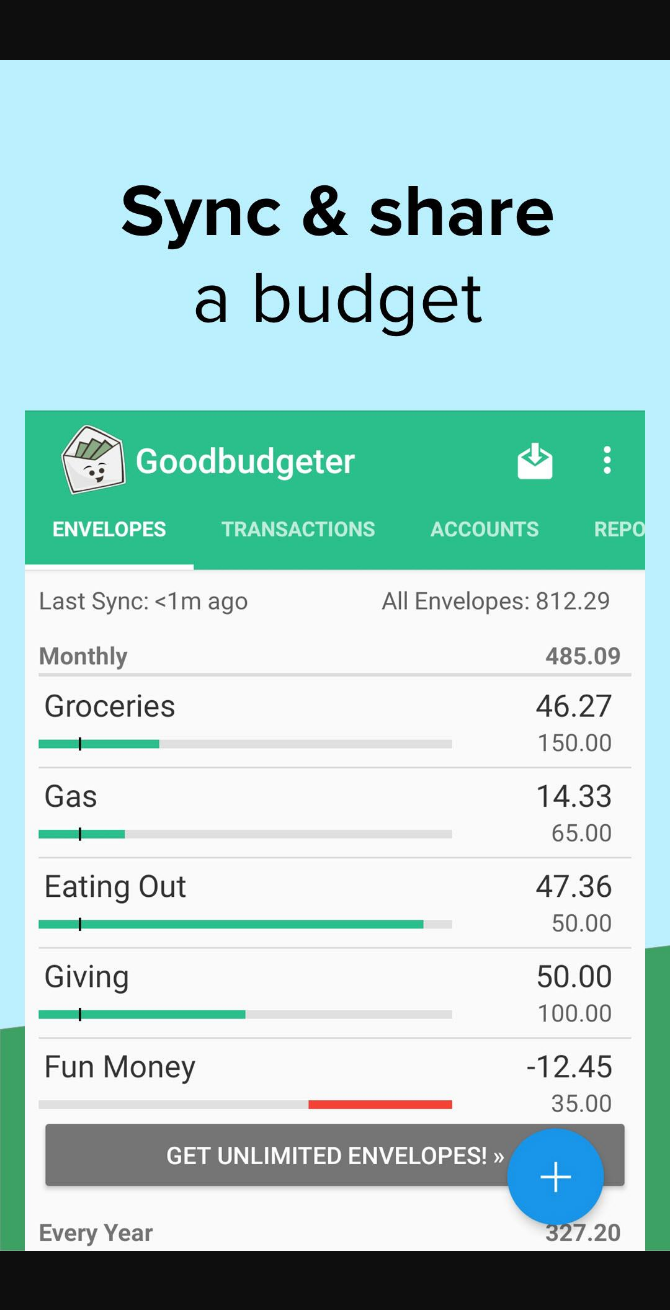 Sync & share
a budget
Goodbudgeter
ENVELOPES TRANSACTIONS ACCOUNTS REPO
Last Sync: <1m ago All Envelopes: 812.29
Monthly 485.09
Groceries 46.27
150.00
Gas 14.33
65.00
Eating Out 47.36
50.00
Giving 50.00
100.00
Fun Money -12.45
35.00
GET UNLIMITED ENVELOPES! »
Every Year 327.20